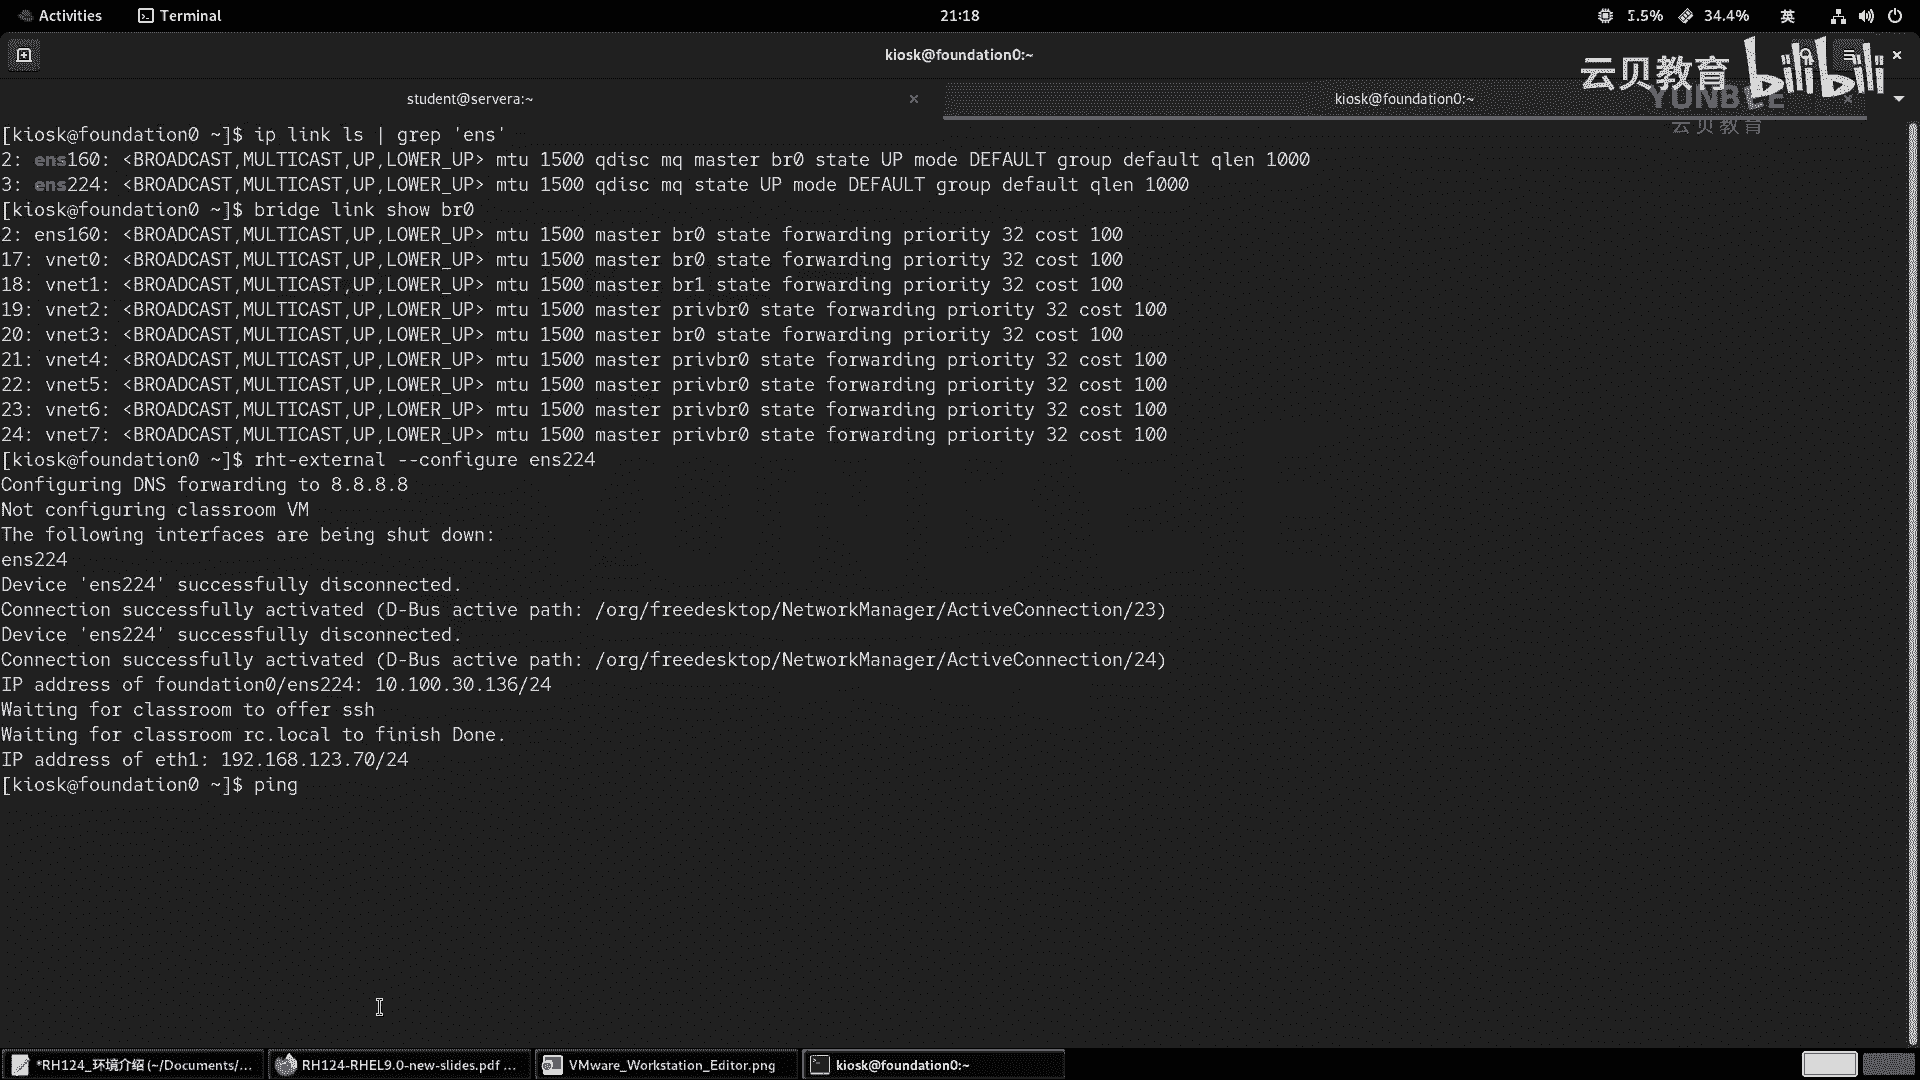 Activities Terminal 21:18 1.5% 34.4% 英
kiosk@foundation0:~
云贝教育 bilibili
student@servera:~ × kiosk@foundation0:~
YUNBEE
云贝教育
[kiosk@foundation0 ~]$ ip link ls | grep 'ens'
2: ens160: <BROADCAST,MULTICAST,UP,LOWER_UP> mtu 1500 qdisc mq master br0 state UP mode DEFAULT group default qlen 1000
3: ens224: <BROADCAST,MULTICAST,UP,LOWER_UP> mtu 1500 qdisc mq state UP mode DEFAULT group default qlen 1000
[kiosk@foundation0 ~]$ bridge link show br0
2: ens160: <BROADCAST,MULTICAST,UP,LOWER_UP> mtu 1500 master br0 state forwarding priority 32 cost 100
17: vnet0: <BROADCAST,MULTICAST,UP,LOWER_UP> mtu 1500 master br0 state forwarding priority 32 cost 100
18: vnet1: <BROADCAST,MULTICAST,UP,LOWER_UP> mtu 1500 master br1 state forwarding priority 32 cost 100
19: vnet2: <BROADCAST,MULTICAST,UP,LOWER_UP> mtu 1500 master privbr0 state forwarding priority 32 cost 100
20: vnet3: <BROADCAST,MULTICAST,UP,LOWER_UP> mtu 1500 master br0 state forwarding priority 32 cost 100
21: vnet4: <BROADCAST,MULTICAST,UP,LOWER_UP> mtu 1500 master privbr0 state forwarding priority 32 cost 100
22: vnet5: <BROADCAST,MULTICAST,UP,LOWER_UP> mtu 1500 master privbr0 state forwarding priority 32 cost 100
23: vnet6: <BROADCAST,MULTICAST,UP,LOWER_UP> mtu 1500 master privbr0 state forwarding priority 32 cost 100
24: vnet7: <BROADCAST,MULTICAST,UP,LOWER_UP> mtu 1500 master privbr0 state forwarding priority 32 cost 100
[kiosk@foundation0 ~]$ rht-external --configure ens224
Configuring DNS forwarding to 8.8.8.8
Not configuring classroom VM
The following interfaces are being shut down:
ens224
Device 'ens224' successfully disconnected.
Connection successfully activated (D-Bus active path: /org/freedesktop/NetworkManager/ActiveConnection/23)
Device 'ens224' successfully disconnected.
Connection successfully activated (D-Bus active path: /org/freedesktop/NetworkManager/ActiveConnection/24)
IP address of foundation0/ens224: 10.100.30.136/24
Waiting for classroom to offer ssh
Waiting for classroom rc.local to finish Done.
IP address of eth1: 192.168.123.70/24
[kiosk@foundation0 ~]$ ping
*RH124_环境介绍 (~/Documents/... RH124-RHEL9.0-new-slides.pdf ... VMware_Workstation_Editor.png kiosk@foundation0:~